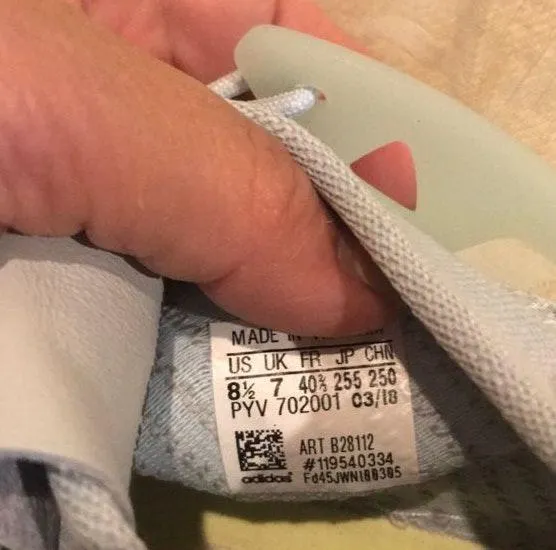 MADE IN
US UK FR JP CHN
8½ 7 40⅔ 255 250
PYV 702001 03/18
ART B28112
#119540334
adidas Fd45JWN188395